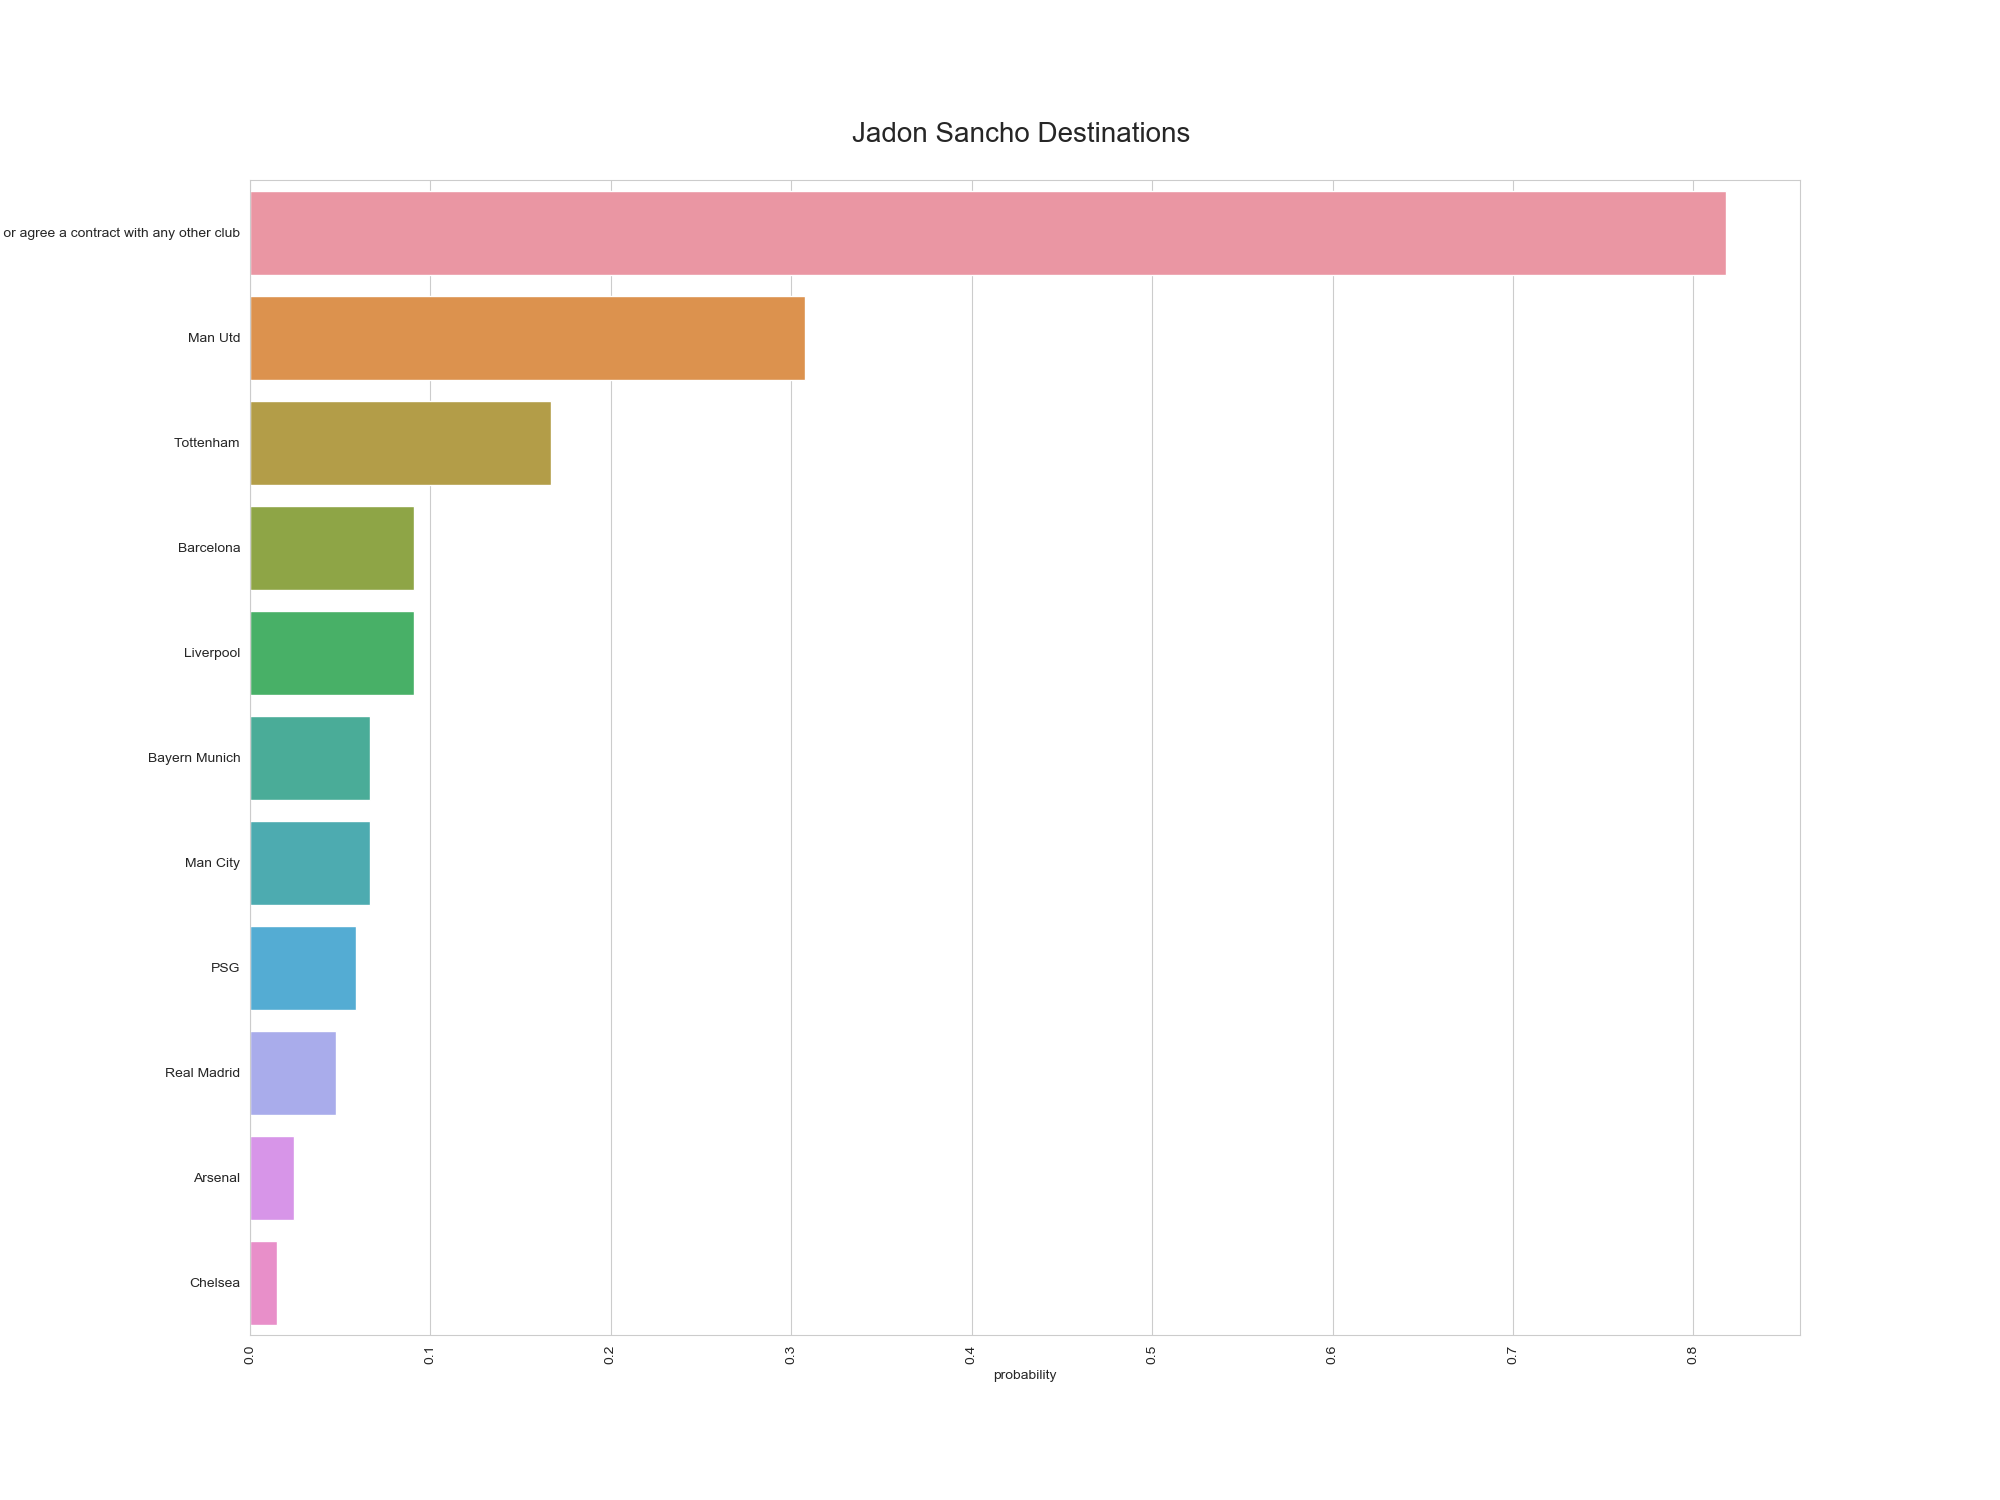 Jadon Sancho Destinations
or agree a contract with any other club
Man Utd
Tottenham
Barcelona
Liverpool
Bayern Munich
Man City
PSG
Real Madrid
Arsenal
Chelsea
0.0 0.1 0.2 0.3 0.4 0.5 0.6 0.7 0.8
probability